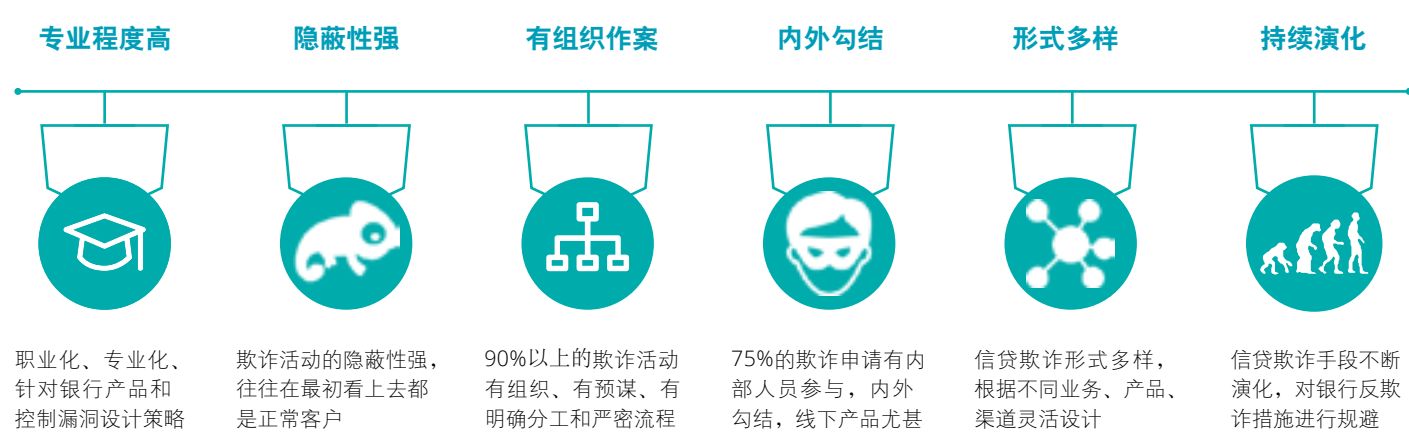 专业程度高
隐蔽性强
有组织作案
内外勾结
形式多样
持续演化
职业化、专业化、
针对银行产品和
控制漏洞设计策略
欺诈活动的隐蔽性强，
往往在最初看上去都
是正常客户
90%以上的欺诈活动
有组织、有预谋、有
明确分工和严密流程
75%的欺诈申请有内
部人员参与，内外
勾结，线下产品尤甚
信贷欺诈形式多样，
根据不同业务、产品、
渠道灵活设计
信贷欺诈手段不断
演化，对银行反欺
诈措施进行规避